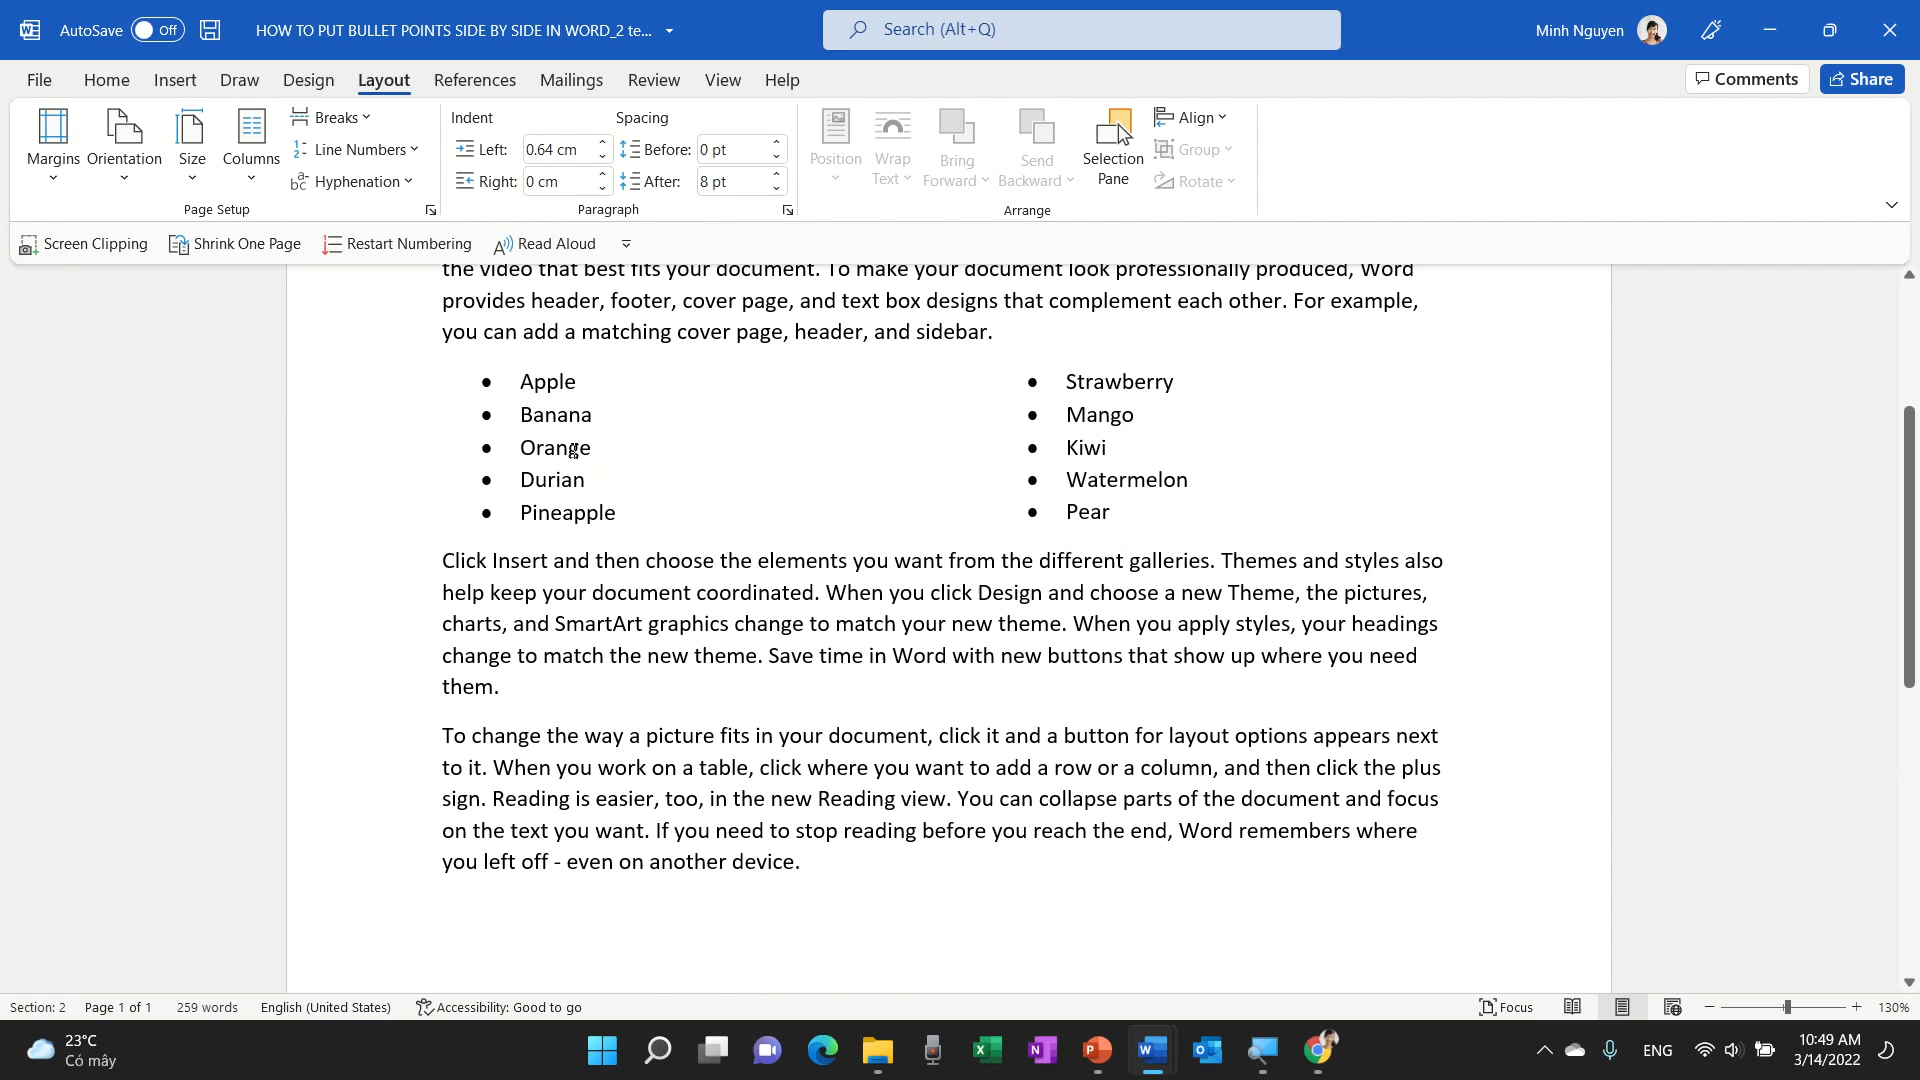 AutoSave Off HOW TO PUT BULLET POINTS SIDE BY SIDE IN WORD_2 te... Search (Alt+Q) Minh Nguyen
File Home Insert Draw Design Layout References Mailings Review View Help Comments Share
Margins Orientation Size Columns
Breaks
Line Numbers
Hyphenation
Page Setup
Indent Spacing
Left: 0.64 cm Before: 0 pt
Right: 0 cm After: 8 pt
Paragraph
Position Wrap Text Bring Forward Send Backward Selection Pane
Align
Group
Rotate
Arrange
Screen Clipping Shrink One Page Restart Numbering Read Aloud
the video that best fits your document. To make your document look professionally produced, Word
provides header, footer, cover page, and text box designs that complement each other. For example,
you can add a matching cover page, header, and sidebar.
• Apple
• Banana
• Orange
• Durian
• Pineapple
• Strawberry
• Mango
• Kiwi
• Watermelon
• Pear
Click Insert and then choose the elements you want from the different galleries. Themes and styles also
help keep your document coordinated. When you click Design and choose a new Theme, the pictures,
charts, and SmartArt graphics change to match your new theme. When you apply styles, your headings
change to match the new theme. Save time in Word with new buttons that show up where you need
them.
To change the way a picture fits in your document, click it and a button for layout options appears next
to it. When you work on a table, click where you want to add a row or a column, and then click the plus
sign. Reading is easier, too, in the new Reading view. You can collapse parts of the document and focus
on the text you want. If you need to stop reading before you reach the end, Word remembers where
you left off - even on another device.
Section: 2 Page 1 of 1 259 words English (United States) Accessibility: Good to go Focus 130%
23°C
Có mây
ENG
10:49 AM
3/14/2022